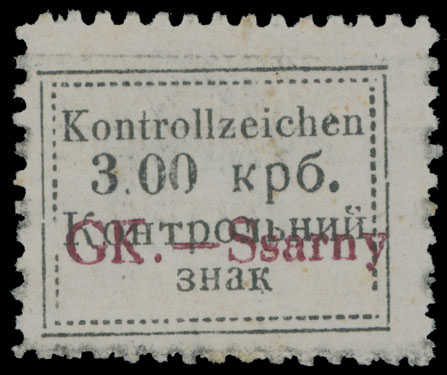 Kontrollzeichen
3.00 крб.
Контрольний
GK. — Ssarny
знак